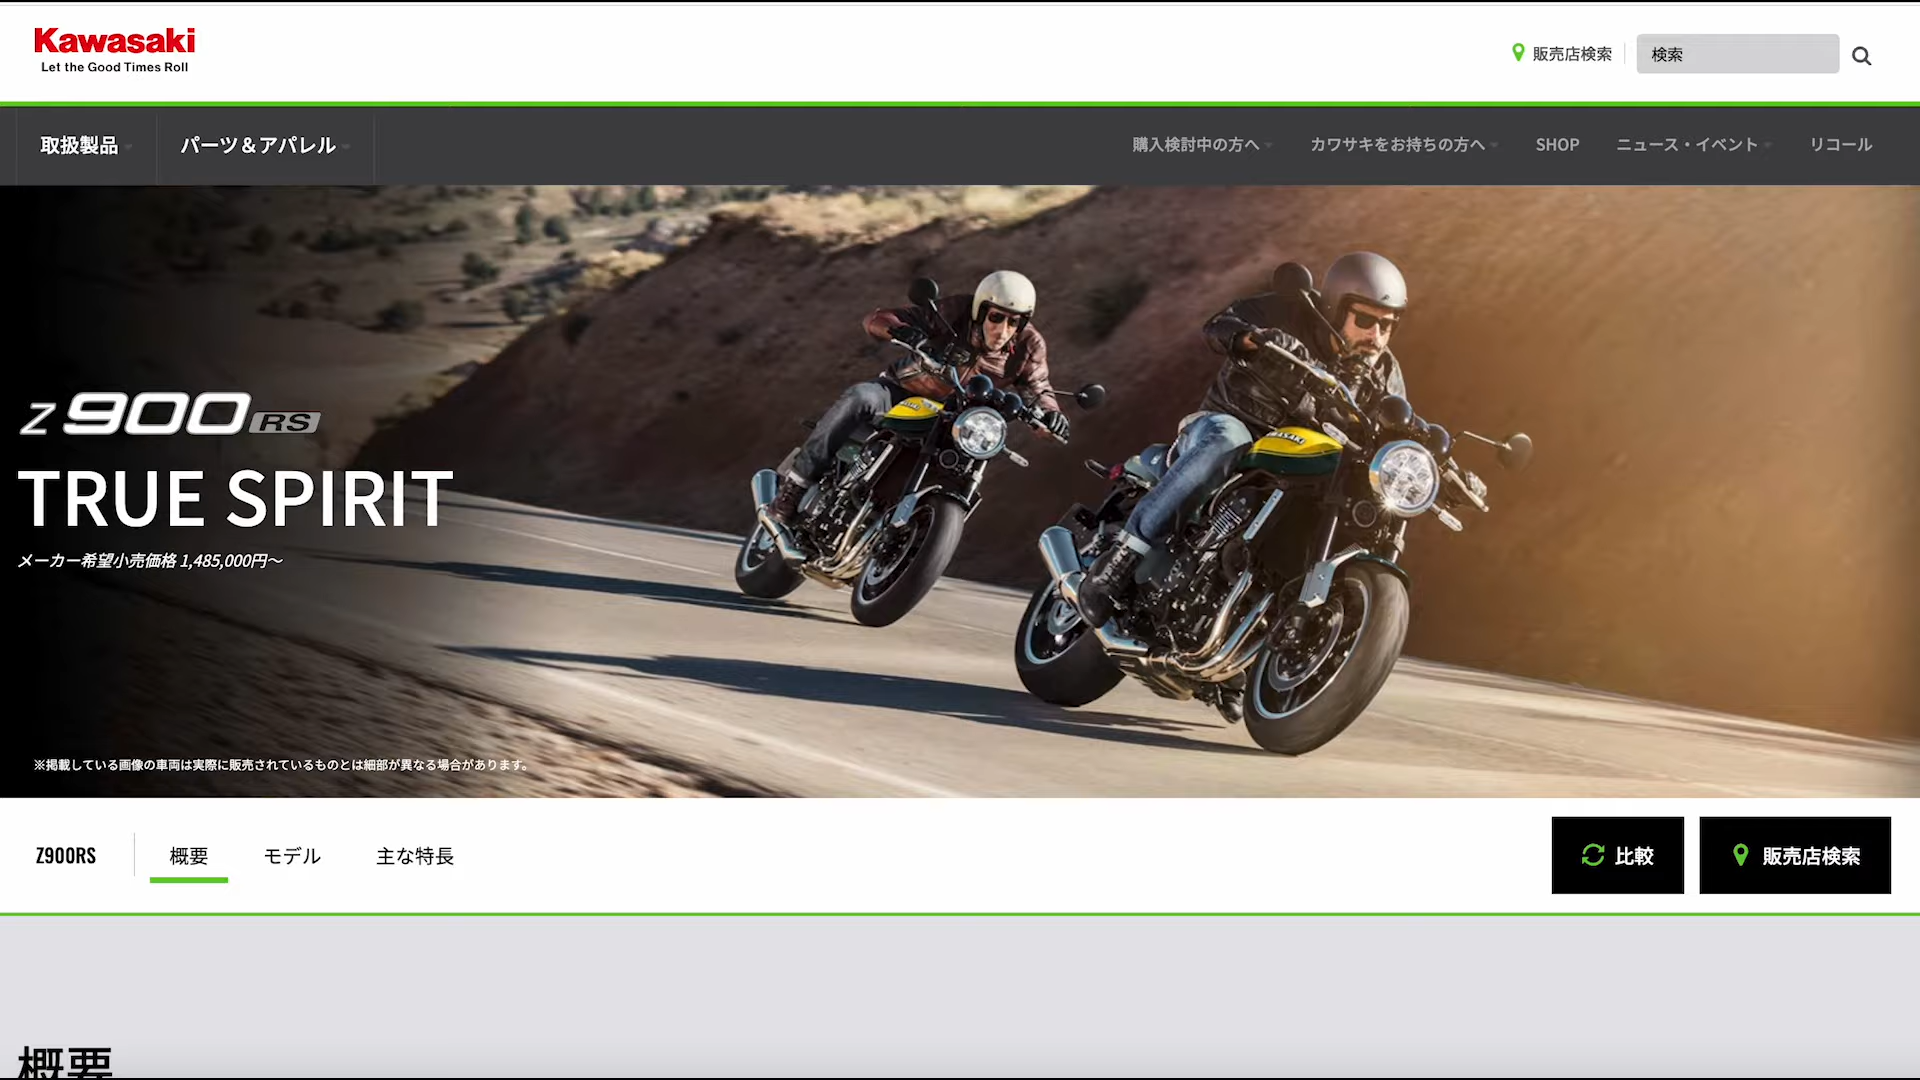 Kawasaki
Let the Good Times Roll
販売店検索
検索
取扱製品
パーツ＆アパレル
購入検討中の方へ
カワサキをお持ちの方へ
SHOP
ニュース・イベント
リコール
Z900RS
TRUE SPIRIT
メーカー希望小売価格 1,485,000円～
※掲載している画像の車両は実際に販売されているものとは細部が異なる場合があります。
Z900RS
概要
モデル
主な特長
比較
販売店検索
概要